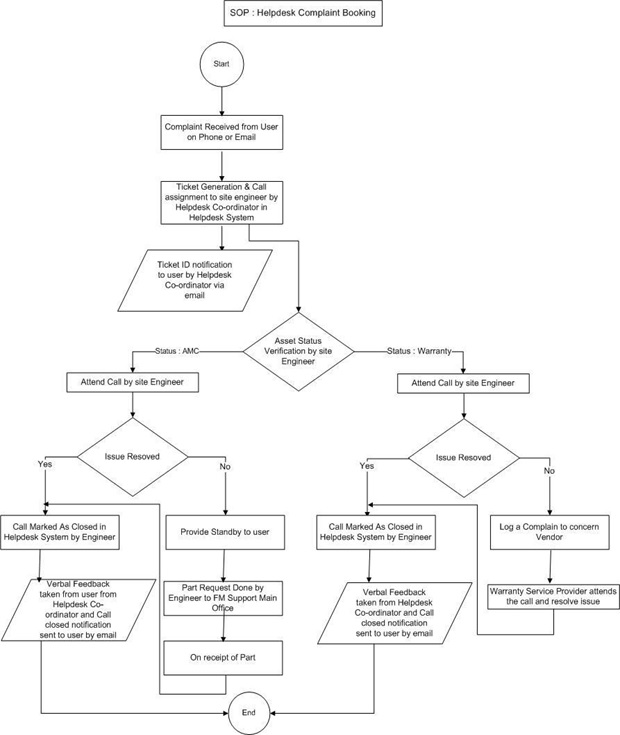 SOP : Helpdesk Complaint Booking
Start
Complaint Received from User
on Phone or Email
Ticket Generation & Call
assignment to site engineer by
Helpdesk Co-ordinator in
Helpdesk System
Ticket ID notification
to user by Helpdesk
Co-ordinator via
email
Asset Status
Verification by site
Engineer
Status : AMC
Status : Warranty
Attend Call by site Engineer
Attend Call by site Engineer
Issue Resoved
Issue Resoved
Yes
No
Yes
No
Call Marked As Closed in
Helpdesk System by Engineer
Provide Standby to user
Call Marked As Closed in
Helpdesk System by Engineer
Log a Complain to concern
Vendor
Verbal Feedback
taken from user from
Helpdesk Co-
ordinator and Call
closed notification
sent to user by email
Part Request Done by
Engineer to FM Support Main
Office
Verbal Feedback
taken from Helpdesk
Co-ordinator and Call
closed notification
sent to user by email
Warranty Service Provider attends
the call and resolve issue
On receipt of Part
End